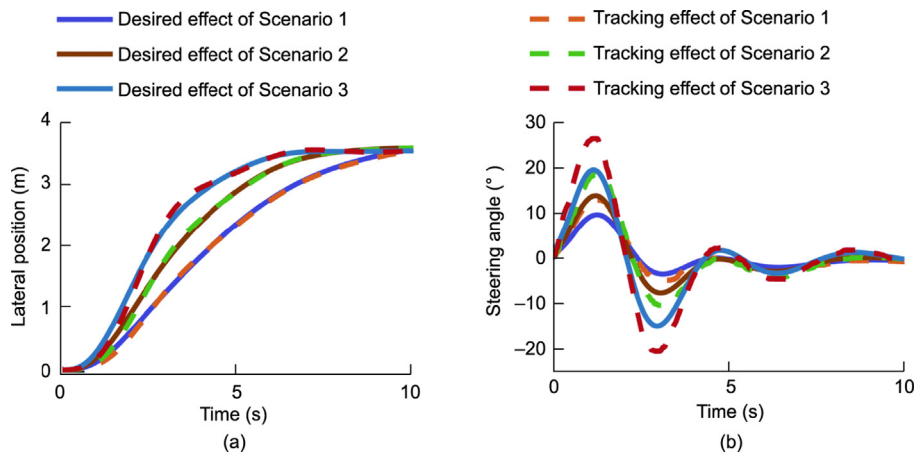 Desired effect of Scenario 1
Desired effect of Scenario 2
Desired effect of Scenario 3
Tracking effect of Scenario 1
Tracking effect of Scenario 2
Tracking effect of Scenario 3
4
3
2
1
0
Lateral position (m)
0
5
10
Time (s)
(a)
30
20
10
0
–10
–20
Steering angle (°)
0
5
10
Time (s)
(b)